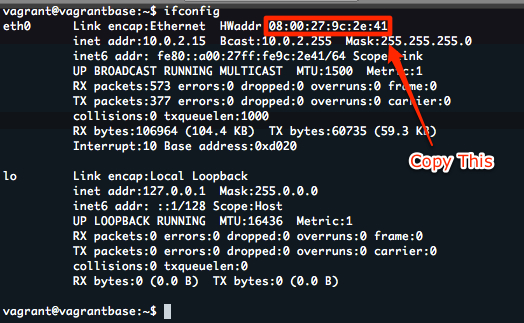 vagrant@vagrantbase:~$ ifconfig
eth0 Link encap:Ethernet HWaddr 08:00:27:9c:2e:41
inet addr:10.0.2.15 Bcast:10.0.2.255 Mask:255.255.255.0
inet6 addr: fe80::a00:27ff:fe9c:2e41/64 Scope:Link
UP BROADCAST RUNNING MULTICAST MTU:1500 Metric:1
RX packets:573 errors:0 dropped:0 overruns:0 frame:0
TX packets:377 errors:0 dropped:0 overruns:0 carrier:0
collisions:0 txqueuelen:1000
RX bytes:106964 (104.4 KB) TX bytes:60735 (59.3 KB)
Interrupt:10 Base address:0xd020
Copy This
lo Link encap:Local Loopback
inet addr:127.0.0.1 Mask:255.0.0.0
inet6 addr: ::1/128 Scope:Host
UP LOOPBACK RUNNING MTU:16436 Metric:1
RX packets:0 errors:0 dropped:0 overruns:0 frame:0
TX packets:0 errors:0 dropped:0 overruns:0 carrier:0
collisions:0 txqueuelen:0
RX bytes:0 (0.0 B) TX bytes:0 (0.0 B)
vagrant@vagrantbase:~$